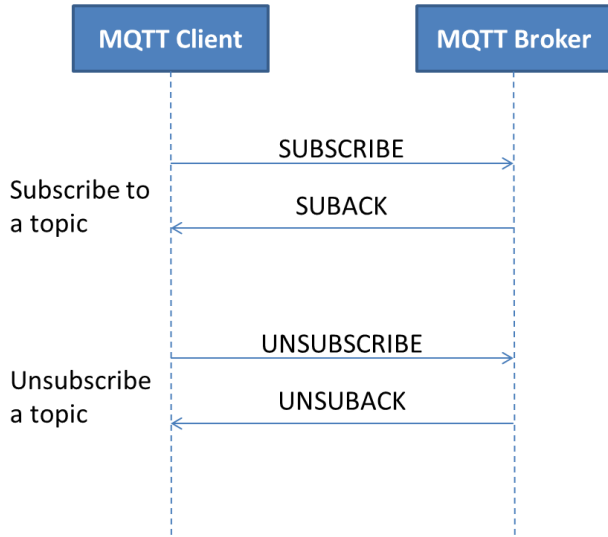 MQTT Client
MQTT Broker
SUBSCRIBE
Subscribe to
a topic
SUBACK
UNSUBSCRIBE
Unsubscribe
a topic
UNSUBACK